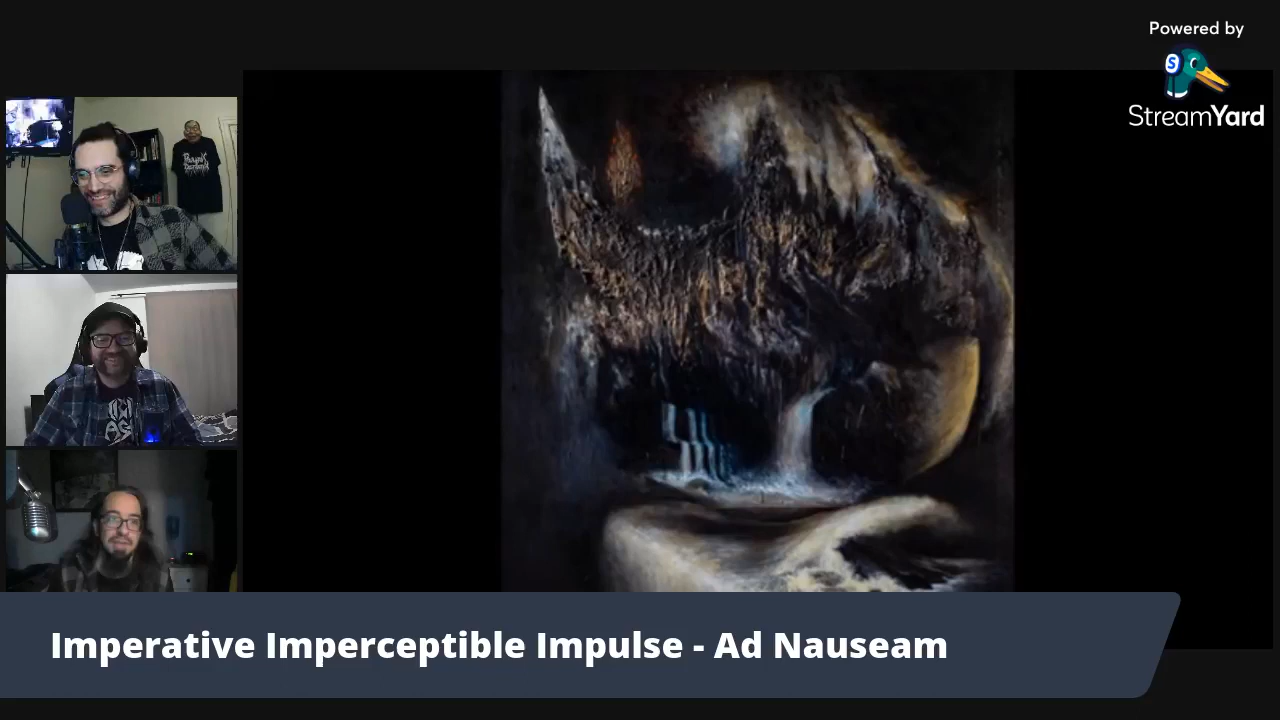 Powered by
S
StreamYard
Imperative Imperceptible Impulse - Ad Nauseam